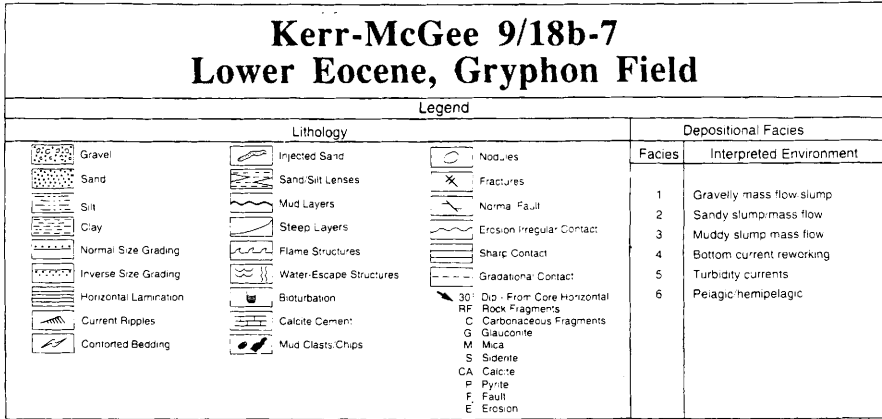 Kerr-McGee 9/18b-7
Lower Eocene, Gryphon Field
Legend
Lithology
Gravel
Sand
Silt
Clay
Normal Size Grading
Inverse Size Grading
Horizontal Lamination
Current Ripples
Contorted Bedding
Injected Sand
Sand/Silt Lenses
Mud Layers
Steep Layers
Flame Structures
Water-Escape Structures
Bioturbation
Calcite Cement
Mud Clasts/Chips
Nodules
Fractures
Normal Fault
Erosion Irregular Contact
Sharp Contact
Gradational Contact
30° Dip - From Core Horizontal
RF Rock Fragments
C Carbonaceous Fragments
G Glauconite
M Mica
S Siderite
CA Calcite
P Pyrite
F Fault
E Erosion
Depositional Facies
Facies Interpreted Environment
1 Gravelly mass flow/slump
2 Sandy slump/mass flow
3 Muddy slump mass flow
4 Bottom current reworking
5 Turbidity currents
6 Pelagic/hemipelagic